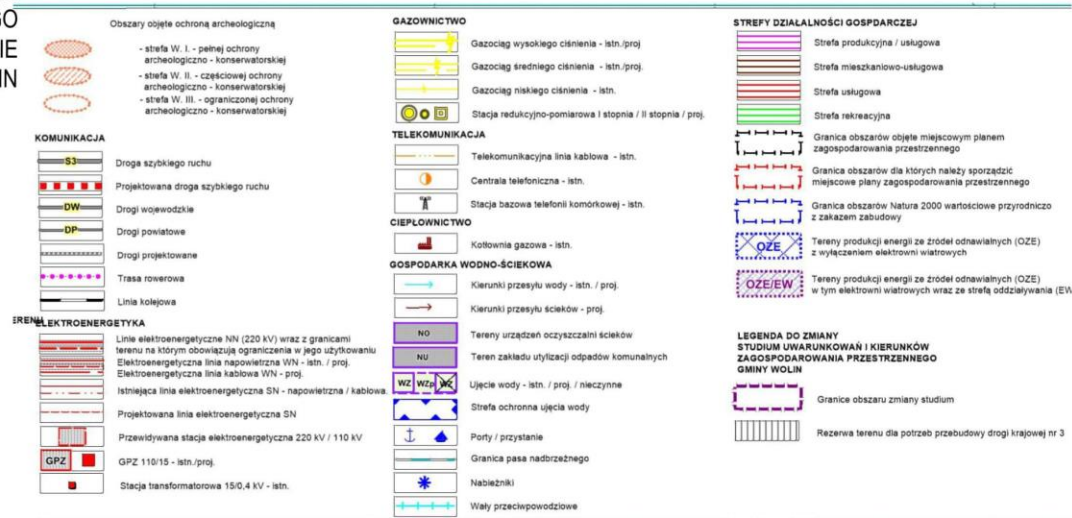 GO
IE
IN
Obszary objęte ochroną archeologiczną
- strefa W. I. - pełnej ochrony
archeologiczno - konserwatorskiej
- strefa W. II. - częściowej ochrony
archeologiczno - konserwatorskiej
- strefa W. III. - ograniczonej ochrony
archeologiczno - konserwatorskiej
KOMUNIKACJA
S3 Droga szybkiego ruchu
Projektowana droga szybkiego ruchu
DW Drogi wojewodzkie
DP Drogi powiatowe
Drogi projektowane
Trasa rowerowa
Linia kolejowa
ERENU
ELEKTROENERGETYKA
Linie elektroenergetyczne NN (220 kV) wraz z granicami
terenu na którym obowiązują ograniczenia w jego użytkowaniu
Elektroenergetyczna linia napowietrzna WN - istn. / proj.
Elektroenergetyczna linia kablowa WN - proj.
Istniejąca linia elektroenergetyczna SN - napowietrzna / kablowa.
Projektowana linia elektroenergetyczna SN
Przewidywana stacja elektroenergetyczna 220 kV / 110 kV
GPZ GPZ 110/15 - istn./proj.
Stacja transformatorowa 15/0,4 kV - istn.
GAZOWNICTWO
Gazociąg wysokiego ciśnienia - istn./proj
Gazociąg średniego ciśnienia - istn./proj.
Gazociąg niskiego ciśnienia - istn.
Stacja redukcyjno-pomiarowa I stopnia / II stopnia / proj.
TELEKOMUNIKACJA
Telekomunikacyjna linia kablowa - istn.
Centrala telefoniczna - istn.
Stacja bazowa telefonii komórkowej - istn.
CIEPŁOWNICTWO
Kotłownia gazowa - istn.
GOSPODARKA WODNO-ŚCIEKOWA
Kierunki przesyłu wody - istn. / proj.
Kierunki przesyłu ścieków - proj.
NO Tereny urządzeń oczyszczalni ścieków
NU Teren zakładu utylizacji odpadów komunalnych
WZ WZp WZ Ujęcie wody - istn. / proj. / nieczynne
Strefa ochronna ujęcia wody
Porty / przystanie
Granica pasa nadbrzeżnego
Nabieżniki
Wały przeciwpowodziowe
STREFY DZIAŁALNOŚCI GOSPDARCZEJ
Strefa produkcyjna / usługowa
Strefa mieszkaniowo-usługowa
Strefa usługowa
Strefa rekreacyjna
Granica obszarów objęte miejscowym planem
zagospodarowania przestrzennego
Granica obszarów dla których należy sporządzić
miejscowe plany zagospodarowania przestrzennego
Granica obszarów Natura 2000 wartościowe przyrodniczo
z zakazem zabudowy
OZE Tereny produkcji energii ze źródeł odnawialnych (OZE)
z wyłączeniem elektrowni wiatrowych
OZE/EW Tereny produkcji energii ze źródeł odnawialnych (OZE)
w tym elektrowni wiatrowych wraz ze strefą oddziaływania (EW
LEGENDA DO ZMIANY
STUDIUM UWARUNKOWAŃ I KIERUNKÓW
ZAGOSPODAROWANIA PRZESTRZENNEGO
GMINY WOLIN
Granice obszaru zmiany studium
Rezerwa terenu dla potrzeb przebudowy drogi krajowej nr 3